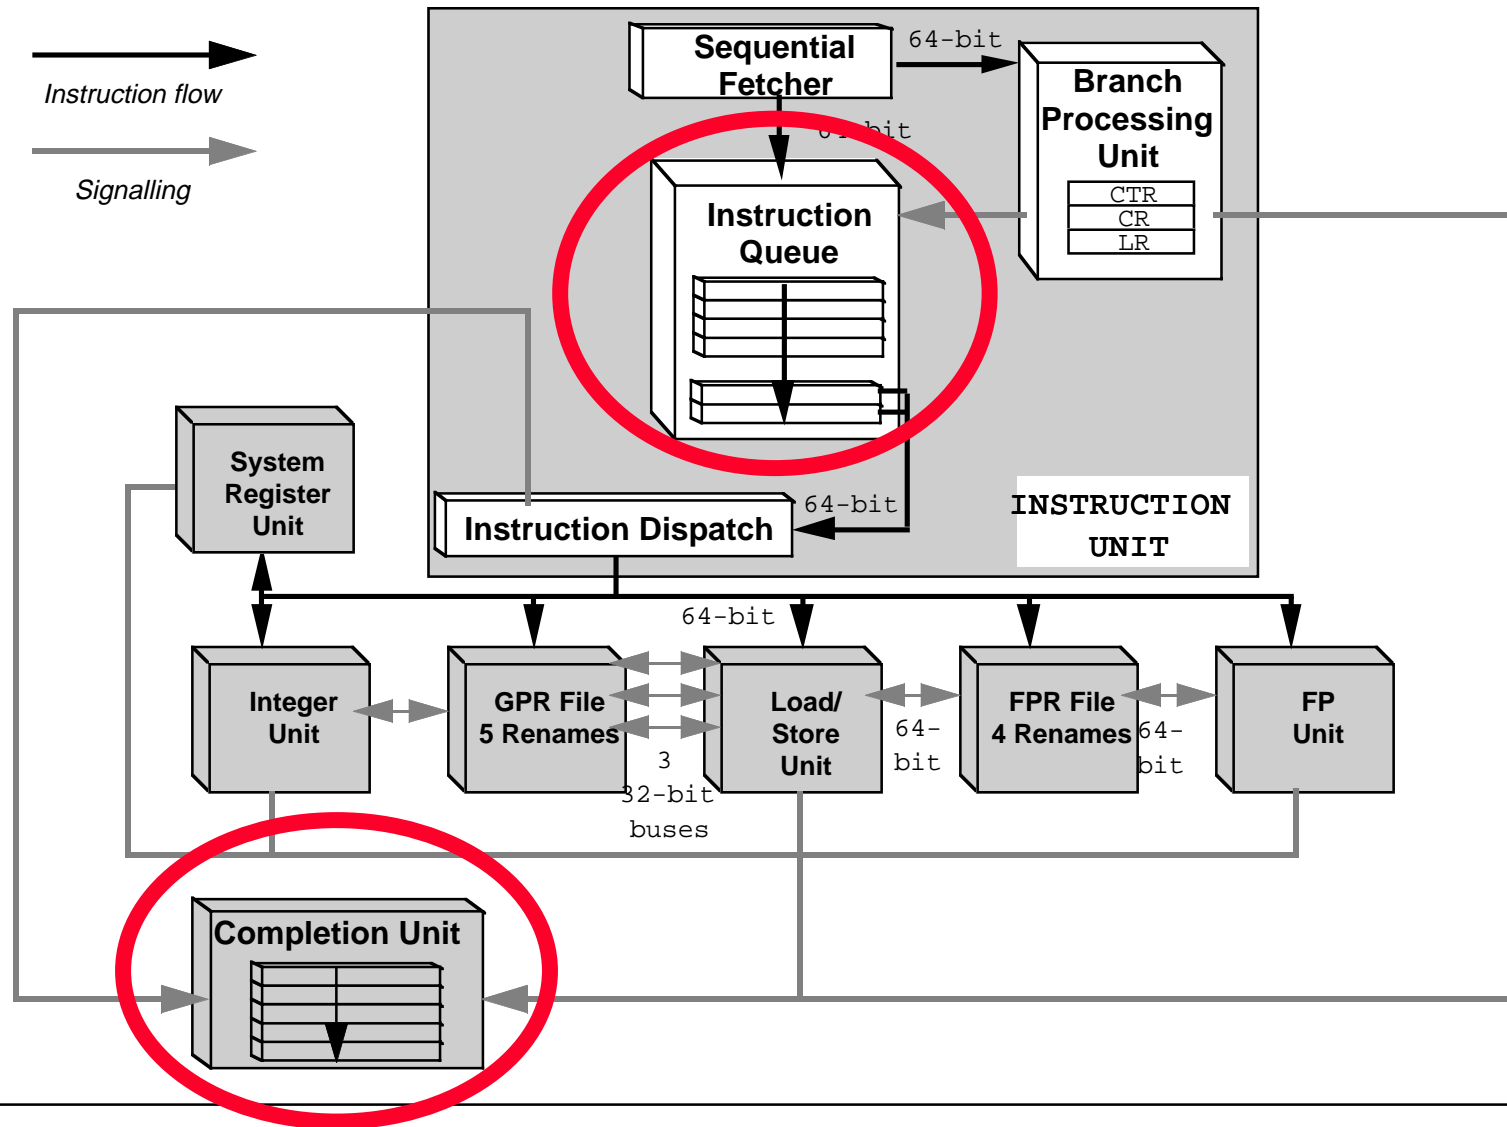 Instruction flow
Signalling
Sequential
Fetcher
64-bit
64-bit
Branch
Processing
Unit
CTR
CR
LR
Instruction
Queue
System
Register
Unit
Instruction Dispatch
64-bit
INSTRUCTION
UNIT
64-bit
Integer
Unit
GPR File
5 Renames
3
32-bit
buses
Load/
Store
Unit
64-
bit
FPR File
4 Renames
64-
bit
FP
Unit
Completion Unit